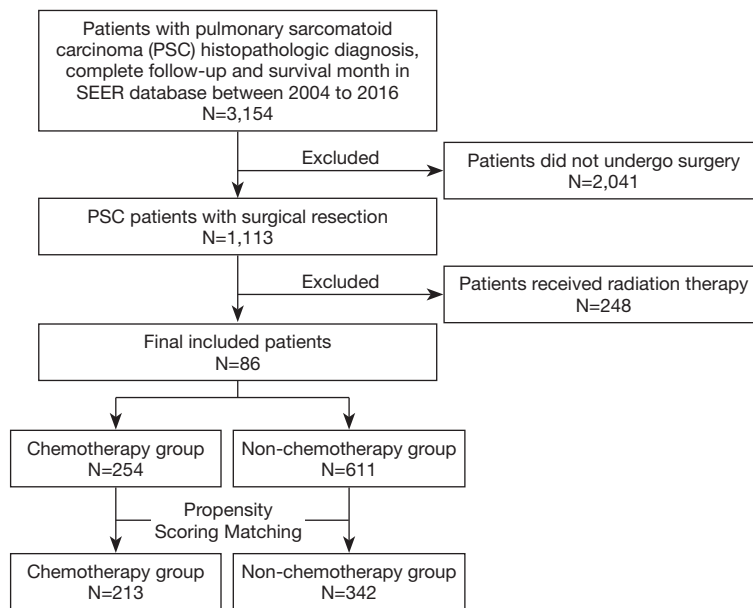 Patients with pulmonary sarcomatoid
carcinoma (PSC) histopathologic diagnosis,
complete follow-up and survival month in
SEER database between 2004 to 2016
N=3,154
Excluded
Patients did not undergo surgery
N=2,041
PSC patients with surgical resection
N=1,113
Excluded
Patients received radiation therapy
N=248
Final included patients
N=86
Chemotherapy group
N=254
Non-chemotherapy group
N=611
Propensity
Scoring Matching
Chemotherapy group
N=213
Non-chemotherapy group
N=342